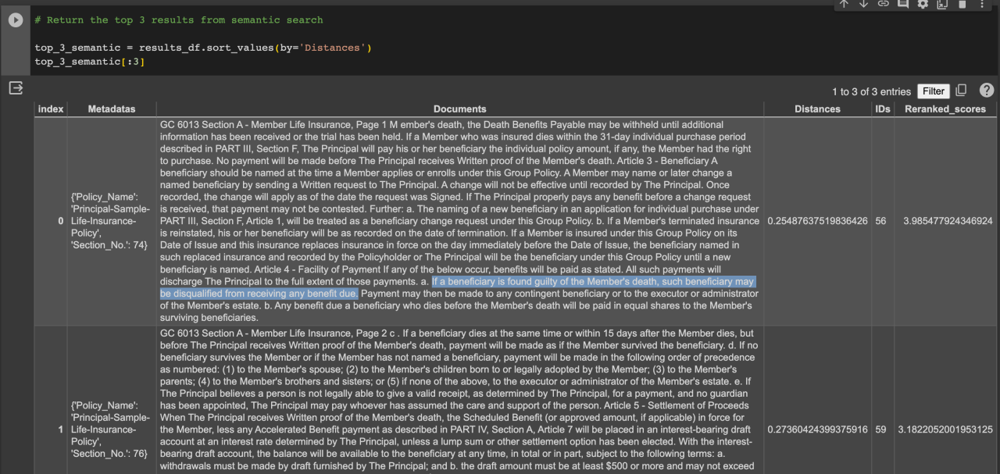 # Return the top 3 results from semantic search
top_3_semantic = results_df.sort_values(by='Distances')
top_3_semantic[:3]
1 to 3 of 3 entries Filter
index Metadatas Documents Distances IDs Reranked_scores
GC 6013 Section A - Member Life Insurance, Page 1 M ember's death, the Death Benefits Payable may be withheld until additional
information has been received or the trial has been held. If a Member who was insured dies within the 31-day individual purchase period
described in PART III, Section F, The Principal will pay his or her beneficiary the individual policy amount, if any, the Member had the right
to purchase. No payment will be made before The Principal receives Written proof of the Member's death. Article 3 - Beneficiary A
beneficiary should be named at the time a Member applies or enrolls under this Group Policy. A Member may name or later change a
named beneficiary by sending a Written request to The Principal. A change will not be effective until recorded by The Principal. Once
{'Policy_Name': recorded, the change will apply as of the date the request was Signed. If The Principal properly pays any benefit before a change request
'Principal-Sample- is received, that payment may not be contested. Further: a. The naming of a new beneficiary in an application for individual purchase under
0 Life-Insurance- PART III, Section F, Article 1, will be treated as a beneficiary change request under this Group Policy. b. If a Member's terminated insurance 0.25487637519836426 56 3.985477924346924
Policy', is reinstated, his or her beneficiary will be as recorded on the date of termination. If a Member is insured under this Group Policy on its
'Section_No.': 74} Date of Issue and this insurance replaces insurance in force on the day immediately before the Date of Issue, the beneficiary named in
such replaced insurance and recorded by the Policyholder or The Principal will be the beneficiary under this Group Policy until a new
beneficiary is named. Article 4 - Facility of Payment If any of the below occur, benefits will be paid as stated. All such payments will
discharge The Principal to the full extent of those payments. a. If a beneficiary is found guilty of the Member's death, such beneficiary may
be disqualified from receiving any benefit due. Payment may then be made to any contingent beneficiary or to the executor or administrator
of the Member's estate. b. Any benefit due a beneficiary who dies before the Member's death will be paid in equal shares to the Member's
surviving beneficiaries.
GC 6013 Section A - Member Life Insurance, Page 2 c . If a beneficiary dies at the same time or within 15 days after the Member dies, but
before The Principal receives Written proof of the Member's death, payment will be made as if the Member survived the beneficiary. d. If no
beneficiary survives the Member or if the Member has not named a beneficiary, payment will be made in the following order of precedence
as numbered: (1) to the Member's spouse; (2) to the Member's children born to or legally adopted by the Member; (3) to the Member's
parents; (4) to the Member's brothers and sisters; or (5) if none of the above, to the executor or administrator of the Member's estate. e. If
The Principal believes a person is not legally able to give a valid receipt, as determined by The Principal, for a payment, and no guardian
{'Policy_Name': has been appointed, The Principal may pay whoever has assumed the care and support of the person. Article 5 - Settlement of Proceeds
'Principal-Sample- When The Principal receives Written proof of the Member's death, the Scheduled Benefit (or approved amount, if applicable) in force for
1 Life-Insurance- the Member, less any Accelerated Benefit payment as described in PART IV, Section A, Article 7 will be placed in an interest-bearing draft 0.27360424399375916 59 3.1822052001953125
Policy', account at an interest rate determined by The Principal, unless a lump sum or other settlement option has been elected. With the interest-
'Section_No.': 76} bearing draft account, the balance will be available to the beneficiary at any time, in total or in part, subject to the following terms: a.
withdrawals must be made by draft furnished by The Principal; and b. the draft amount must be at least $500 or more and may not exceed